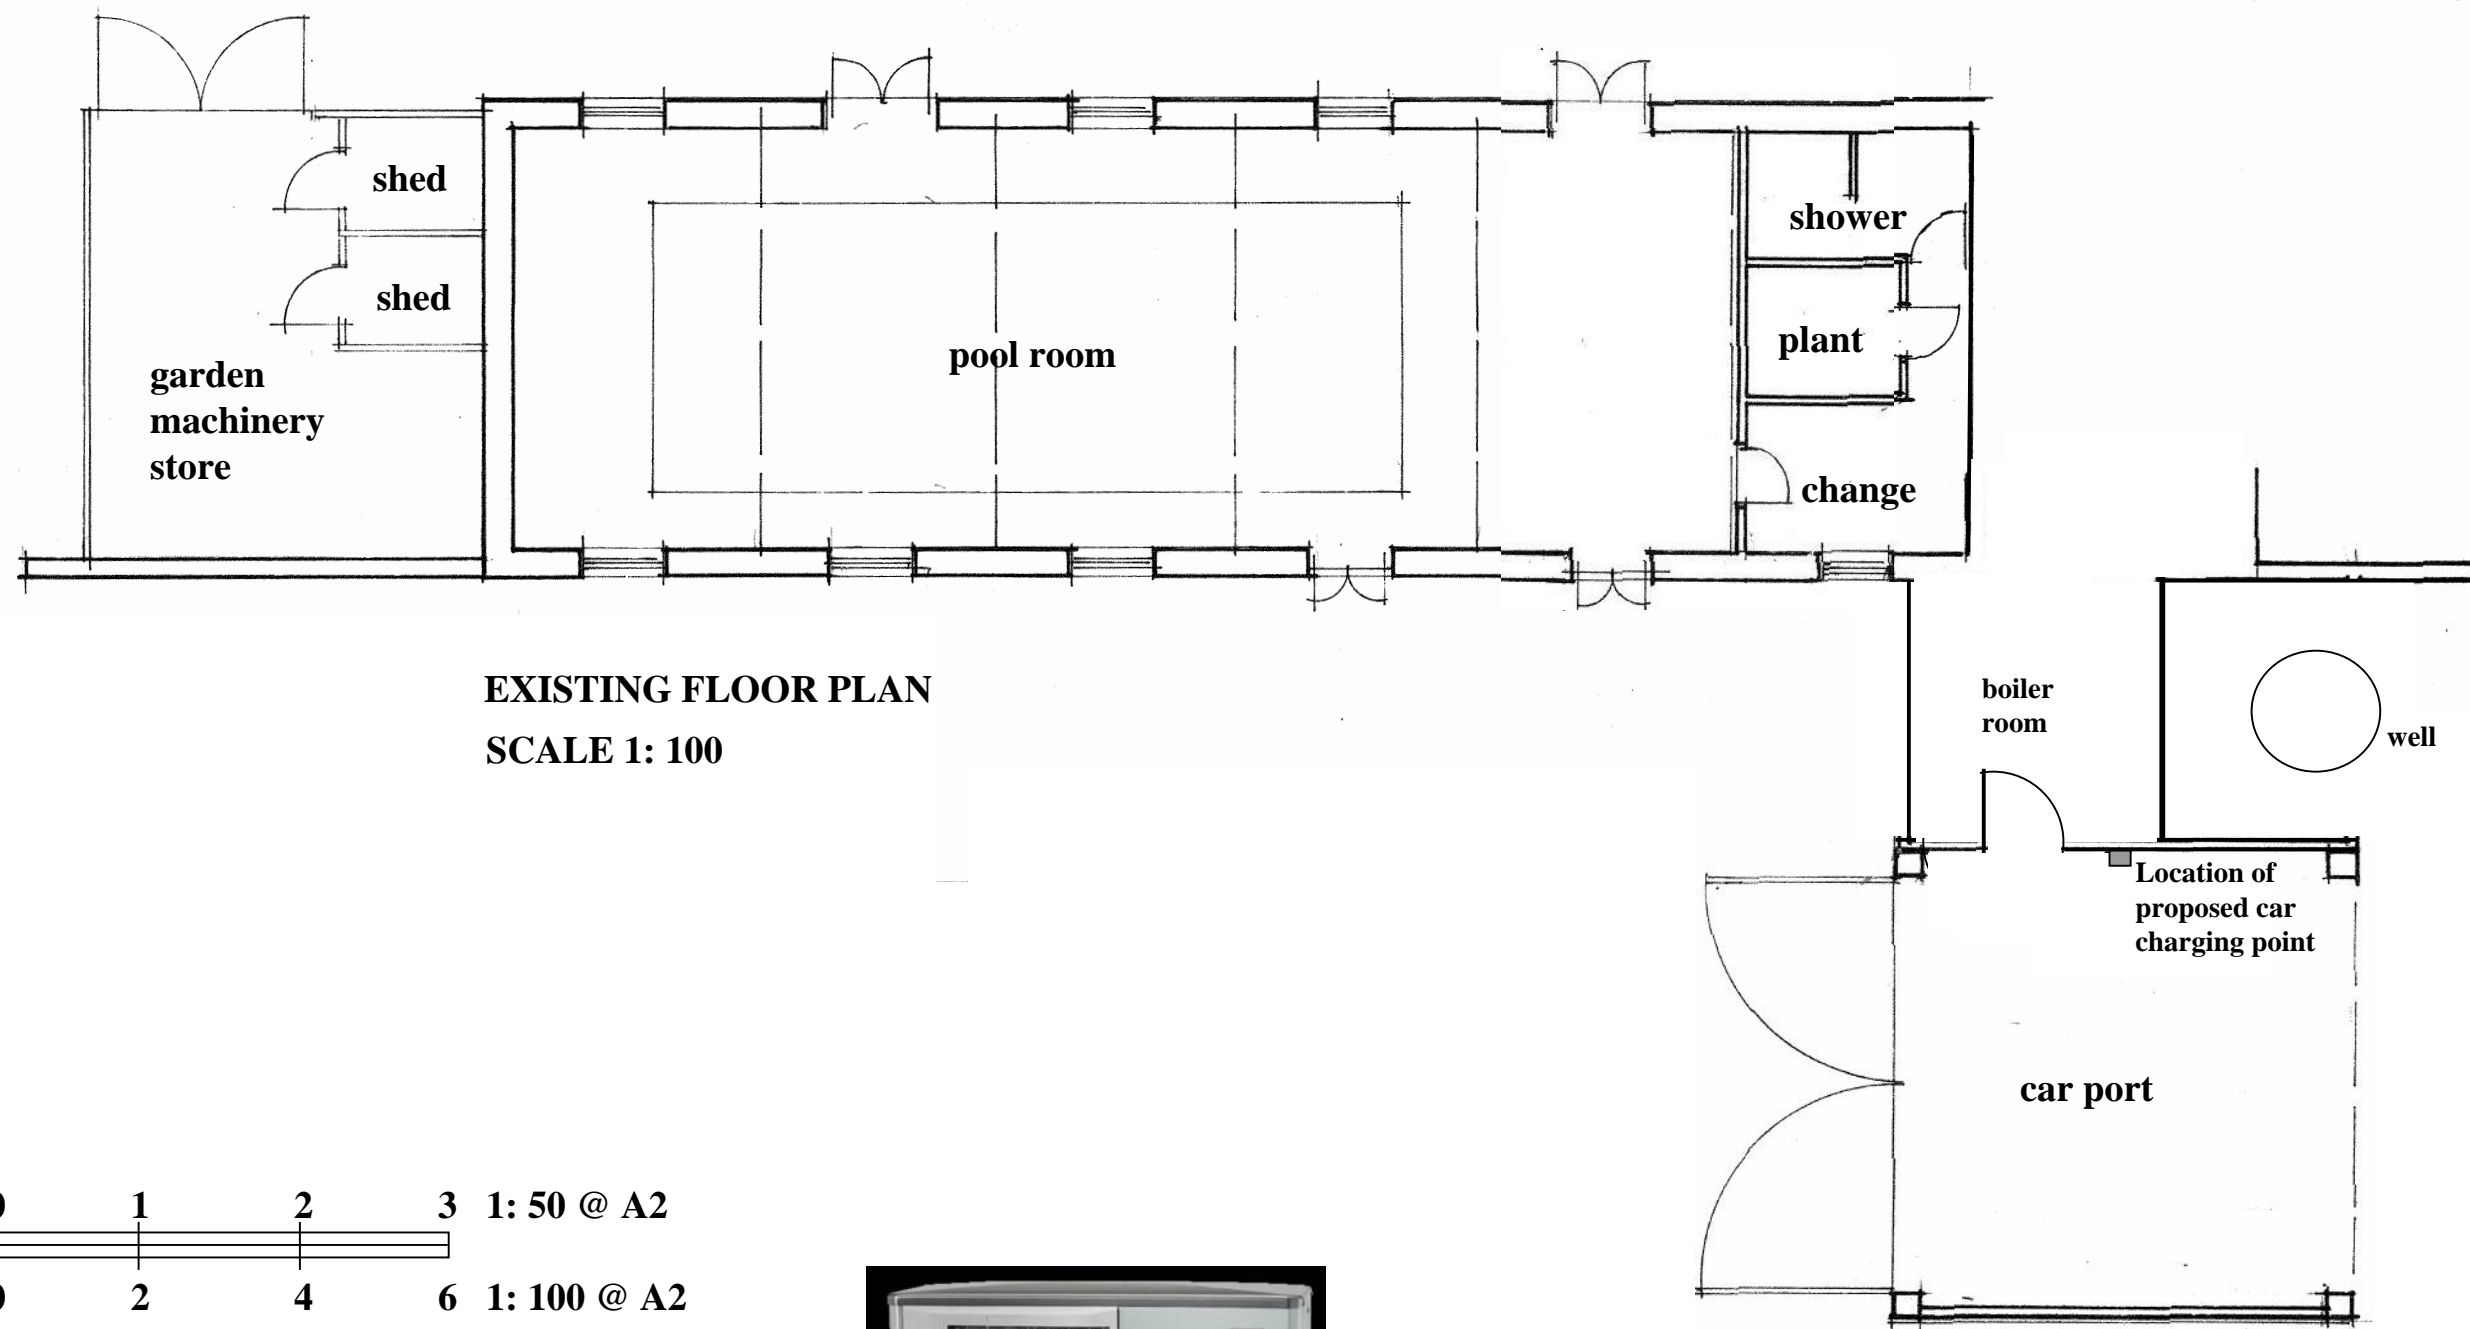 shed
shed
garden
machinery
store
pool room
shower
plant
change
EXISTING FLOOR PLAN
SCALE 1: 100
boiler
room
well
Location of
proposed car
charging point
car port
0 1 2 3 1: 50 @ A2
0 2 4 6 1: 100 @ A2